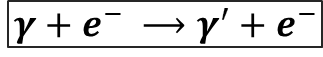 γ + e⁻ ⟶ γ′ + e⁻